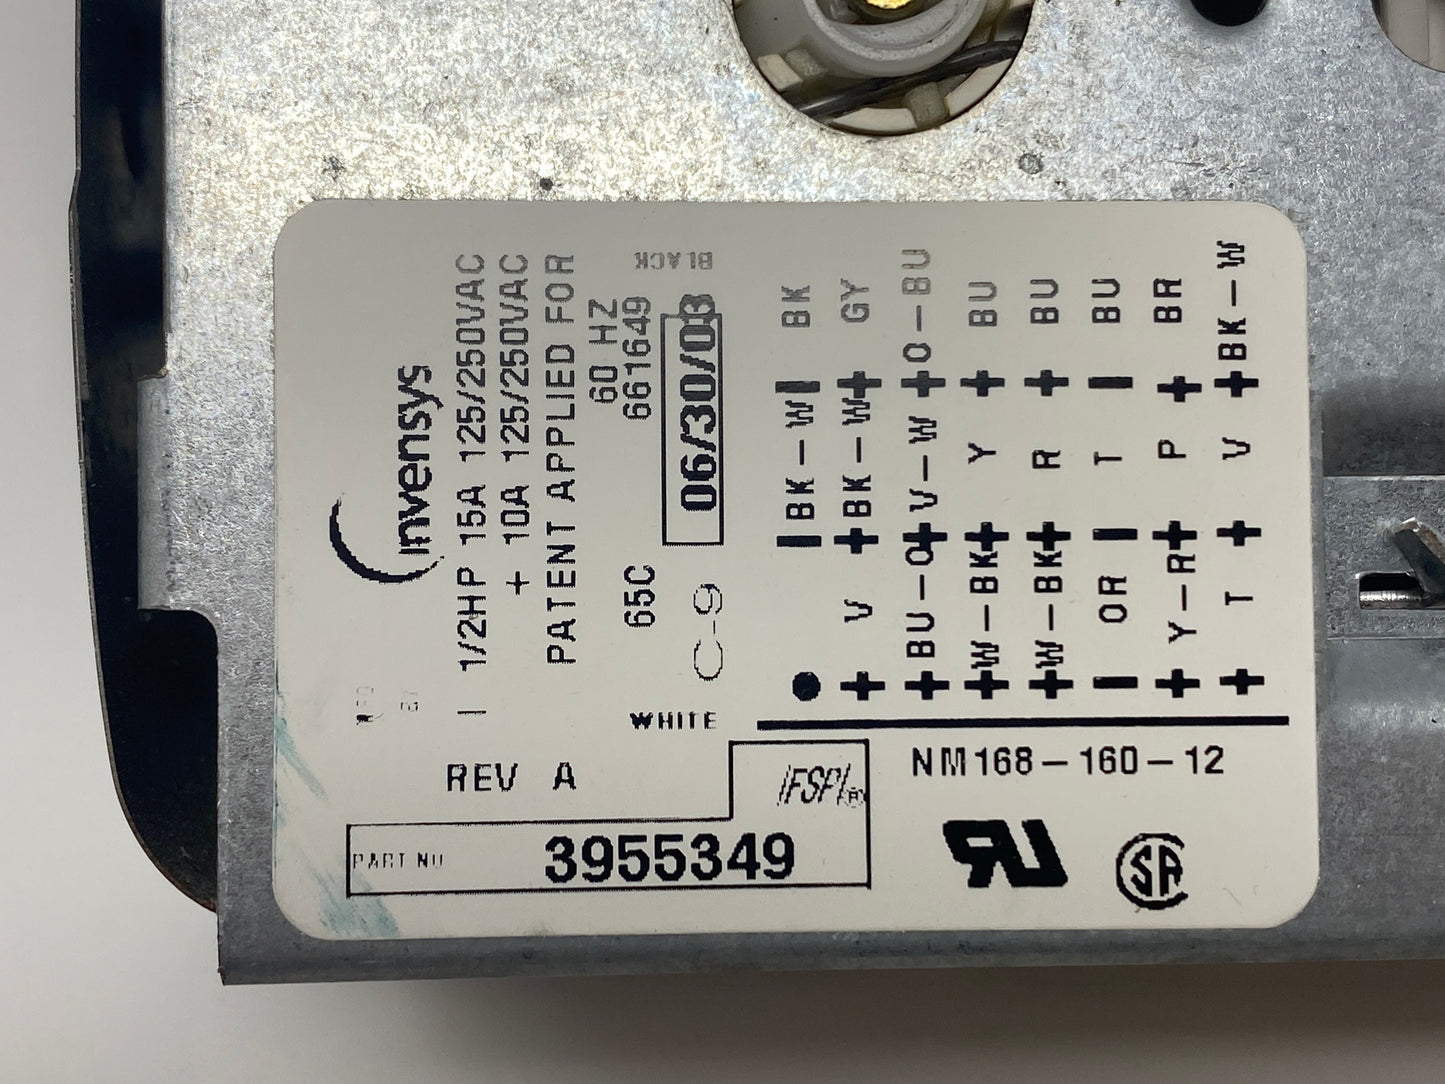 invensys
1/2HP 15A 125/250VAC
+ 10A 125/250VAC
PATENT APPLIED FOR
60 HZ
65C 661649
C-9 06/30/03
WHITE
BLACK
BK-W BK
V BK-W GY
BU-O V-W O-BU
W-BK Y BU
W-BK R BU
OR T BU
Y-R P BR
T V BK-W
REV A
FSP®
NM168-160-12
PART NO 3955349
UR
SA